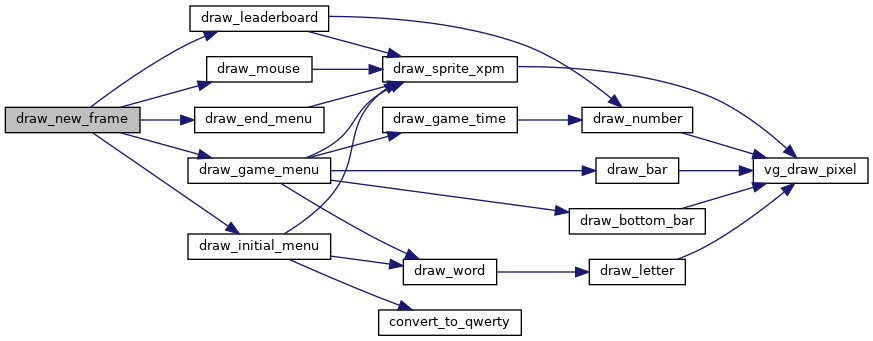 draw_leaderboard
draw_mouse
draw_sprite_xpm
draw_new_frame
draw_end_menu
draw_game_time
draw_number
draw_game_menu
draw_bar
vg_draw_pixel
draw_bottom_bar
draw_initial_menu
draw_word
draw_letter
convert_to_qwerty